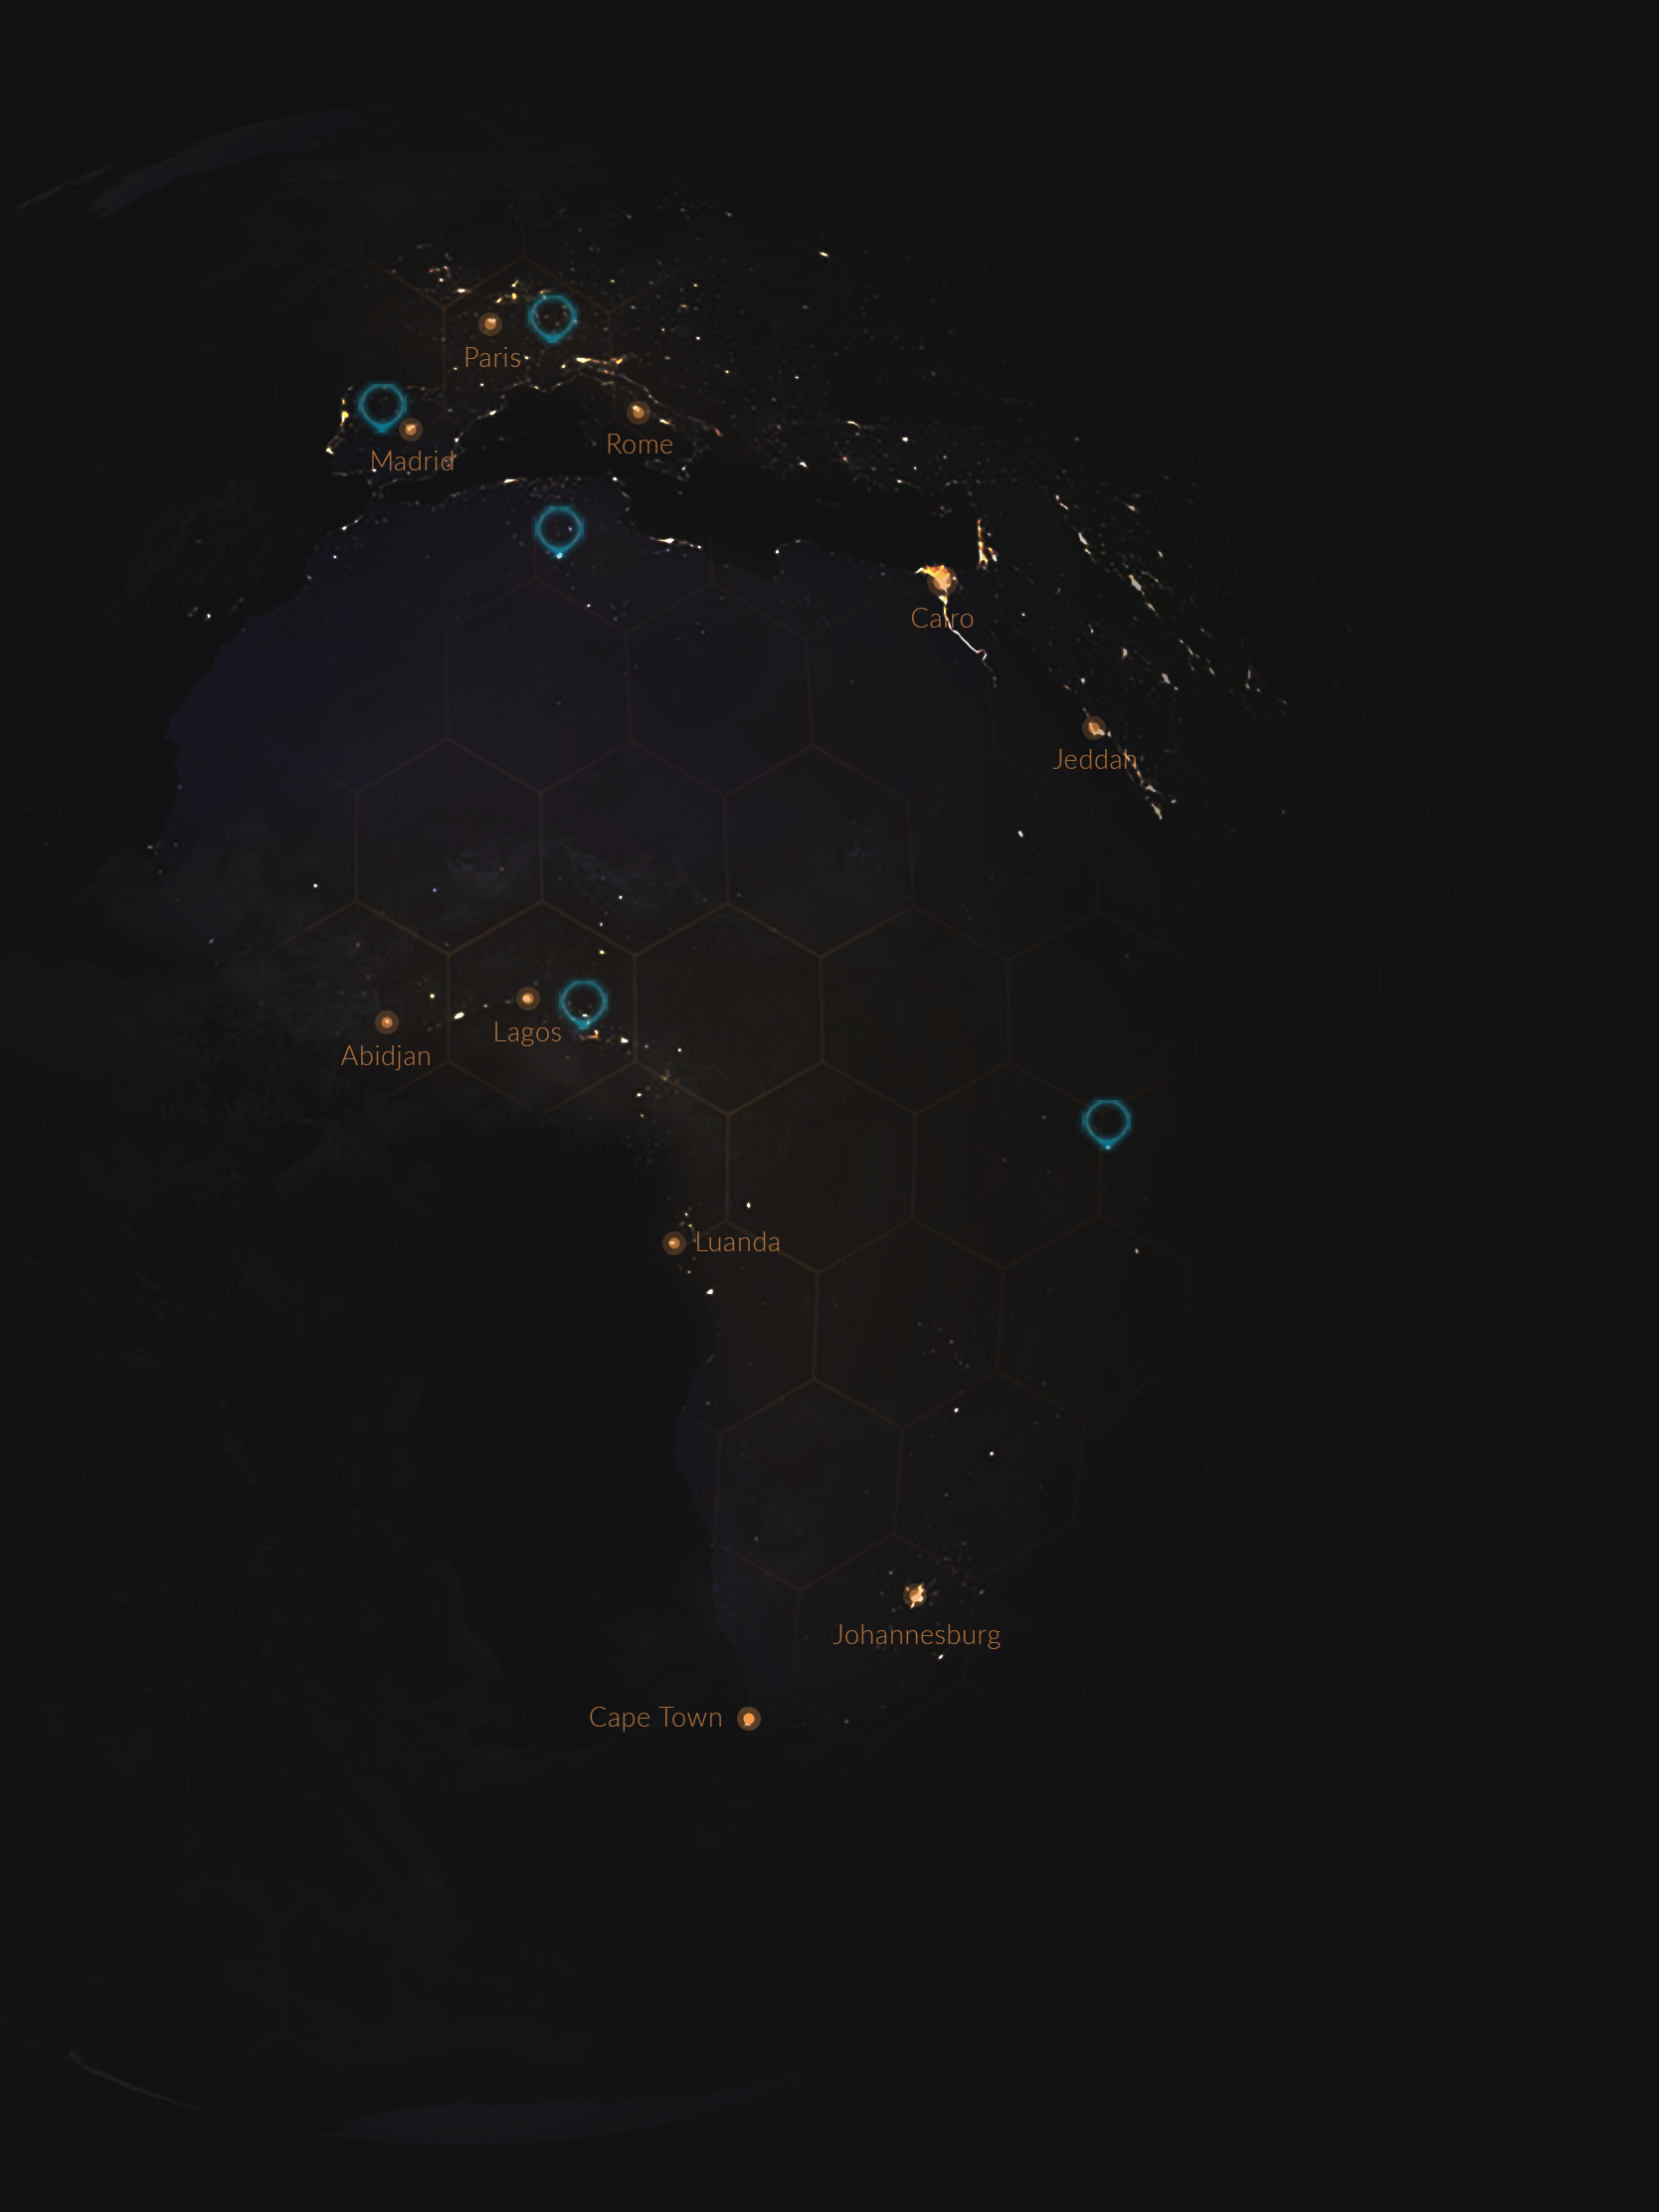 Paris
Rome
Madrid
Cairo
Jeddah
Lagos
Abidjan
Luanda
Johannesburg
Cape Town